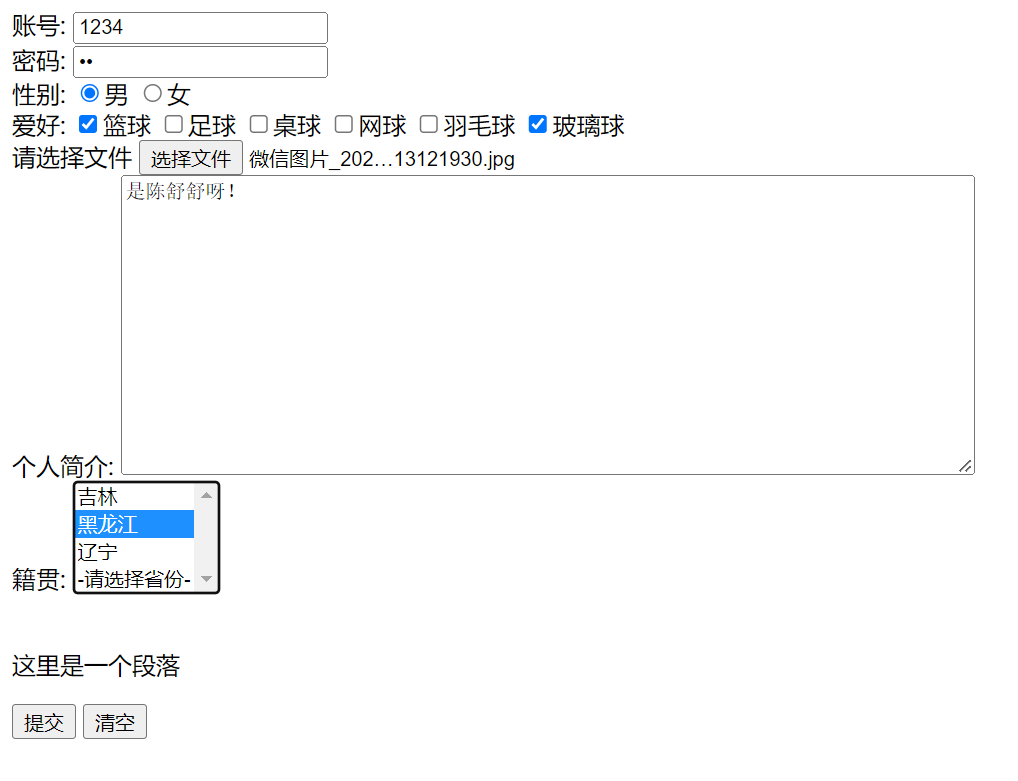 账号: 1234
密码: ••
性别: 男 女
爱好: 篮球 足球 桌球 网球 羽毛球 玻璃球
请选择文件 选择文件 微信图片_202…13121930.jpg
是陈舒舒呀！
个人简介:
吉林
黑龙江
辽宁
籍贯: -请选择省份-
这里是一个段落
提交 清空